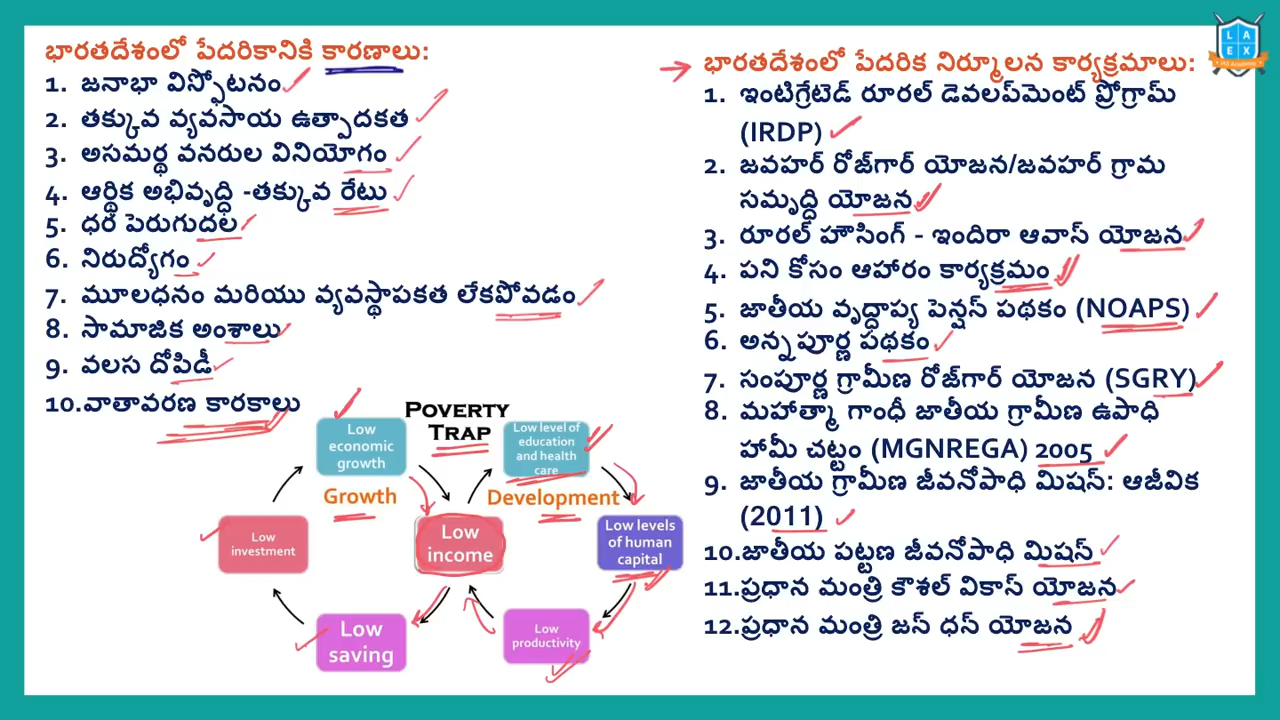 భారతదేశంలో పేదరికానికి కారణాలు:
1. జనాభా విస్ఫోటనం
2. తక్కువ వ్యవసాయ ఉత్పాదకత
3. అసమర్థ వనరుల వినియోగం
4. ఆర్థిక అభివృద్ధి -తక్కువ రేటు
5. ధర పెరుగుదల
6. నిరుద్యోగం
7. మూలధనం మరియు వ్యవస్థాపకత లేకపోవడం
8. సామాజిక అంశాలు
9. వలస దోపిడీ
10.వాతావరణ కారకాలు
POVERTY
TRAP
Low
economic
growth
Low level of
education
and health
care
Growth
Development
Low
investment
Low
income
Low levels
of human
capital
Low
saving
Low
productivity
భారతదేశంలో పేదరిక నిర్మూలన కార్యక్రమాలు:
1. ఇంటిగ్రేటెడ్ రూరల్ డెవలప్‌మెంట్ ప్రోగ్రామ్
(IRDP)
2. జవహర్ రోజ్‌గార్ యోజన/జవహర్ గ్రామ
సమృద్ధి యోజన
3. రూరల్ హౌసింగ్ - ఇందిరా ఆవాస్ యోజన
4. పని కోసం ఆహారం కార్యక్రమం
5. జాతీయ వృద్ధాప్య పెన్షన్ పథకం (NOAPS)
6. అన్నపూర్ణ పథకం
7. సంపూర్ణ గ్రామీణ రోజ్‌గార్ యోజన (SGRY)
8. మహాత్మా గాంధీ జాతీయ గ్రామీణ ఉపాధి
హామీ చట్టం (MGNREGA) 2005
9. జాతీయ గ్రామీణ జీవనోపాధి మిషన్: ఆజీవిక
(2011)
10.జాతీయ పట్టణ జీవనోపాధి మిషన్
11.ప్రధాన మంత్రి కౌశల్ వికాస్ యోజన
12.ప్రధాన మంత్రి జన్ ధన్ యోజన
L A
E X
IAS Academy